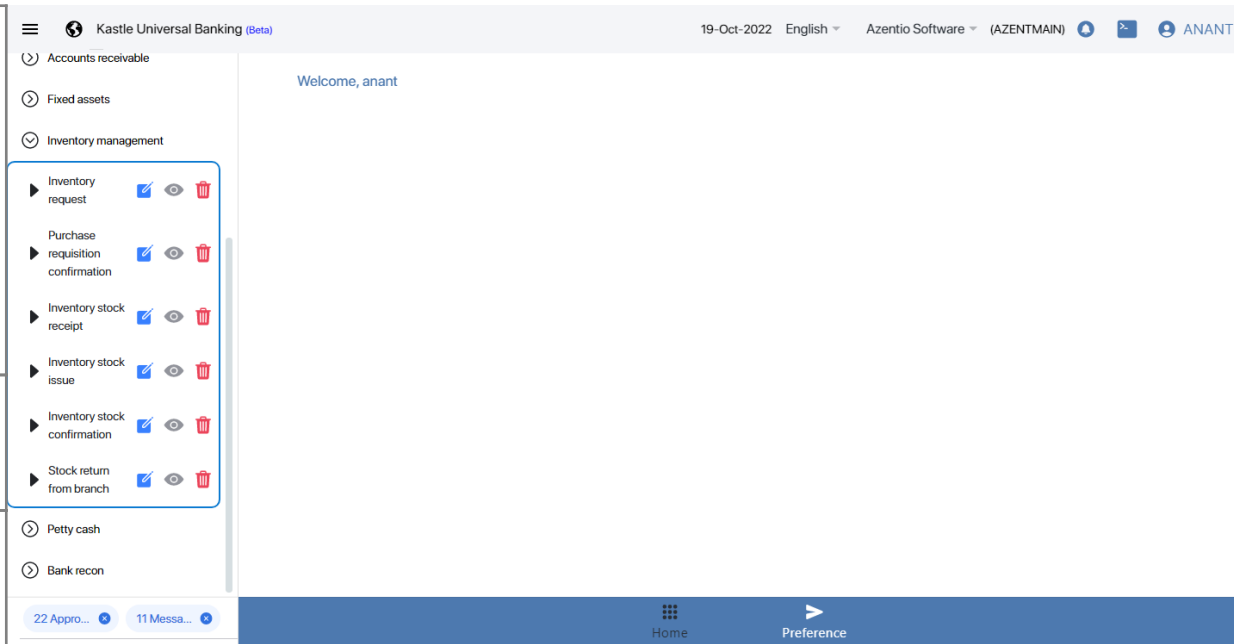 Kastle Universal Banking (Beta)
19-Oct-2022 English Azentio Software (AZENTMAIN) ANANT
Accounts receivable
Welcome, anant
Fixed assets
Inventory management
Inventory
request
Purchase
requisition
confirmation
Inventory stock
receipt
Inventory stock
issue
Inventory stock
confirmation
Stock return
from branch
Petty cash
Bank recon
22 Appro... 11 Messa...
Home Preference